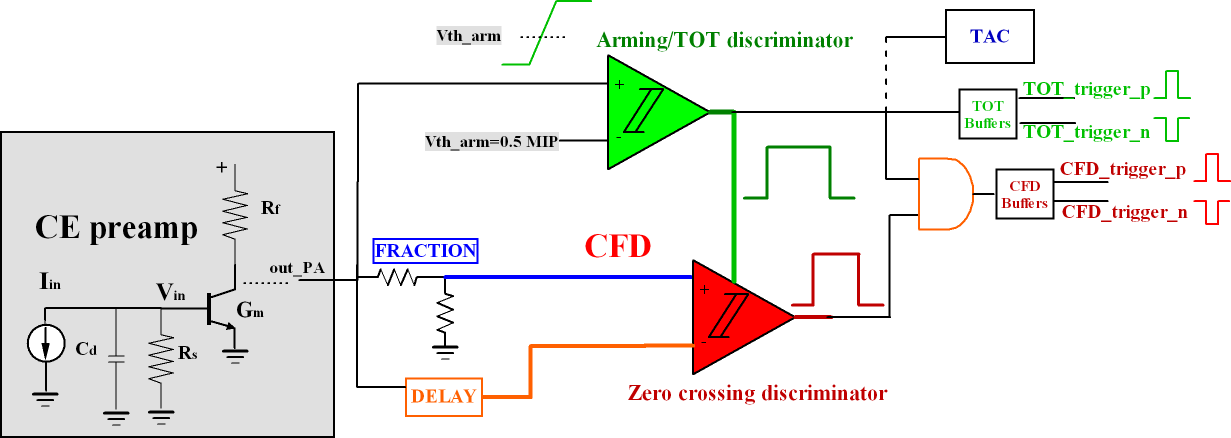 Vth_arm
Arming/TOT discriminator
TAC
+
Vth_arm=0.5 MIP
-
TOT
Buffers
TOT_trigger_p
TOT_trigger_n
CE preamp
+
Rf
out_PA
Iin
Vin
Gm
Cd
Rs
FRACTION
CFD
+
-
DELAY
Zero crossing discriminator
CFD
Buffers
CFD_trigger_p
CFD_trigger_n